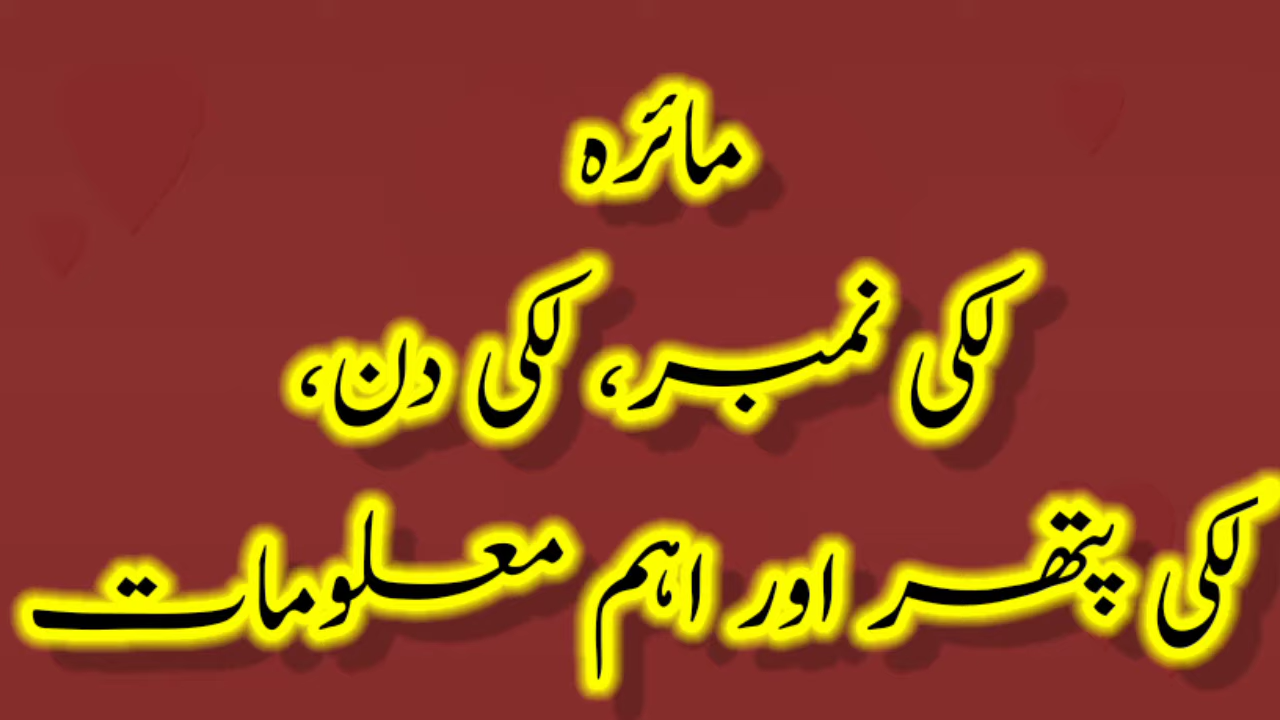 مائرہ
لکی نمبر، لکی دن،
لکی پتھر اور اہم معلومات